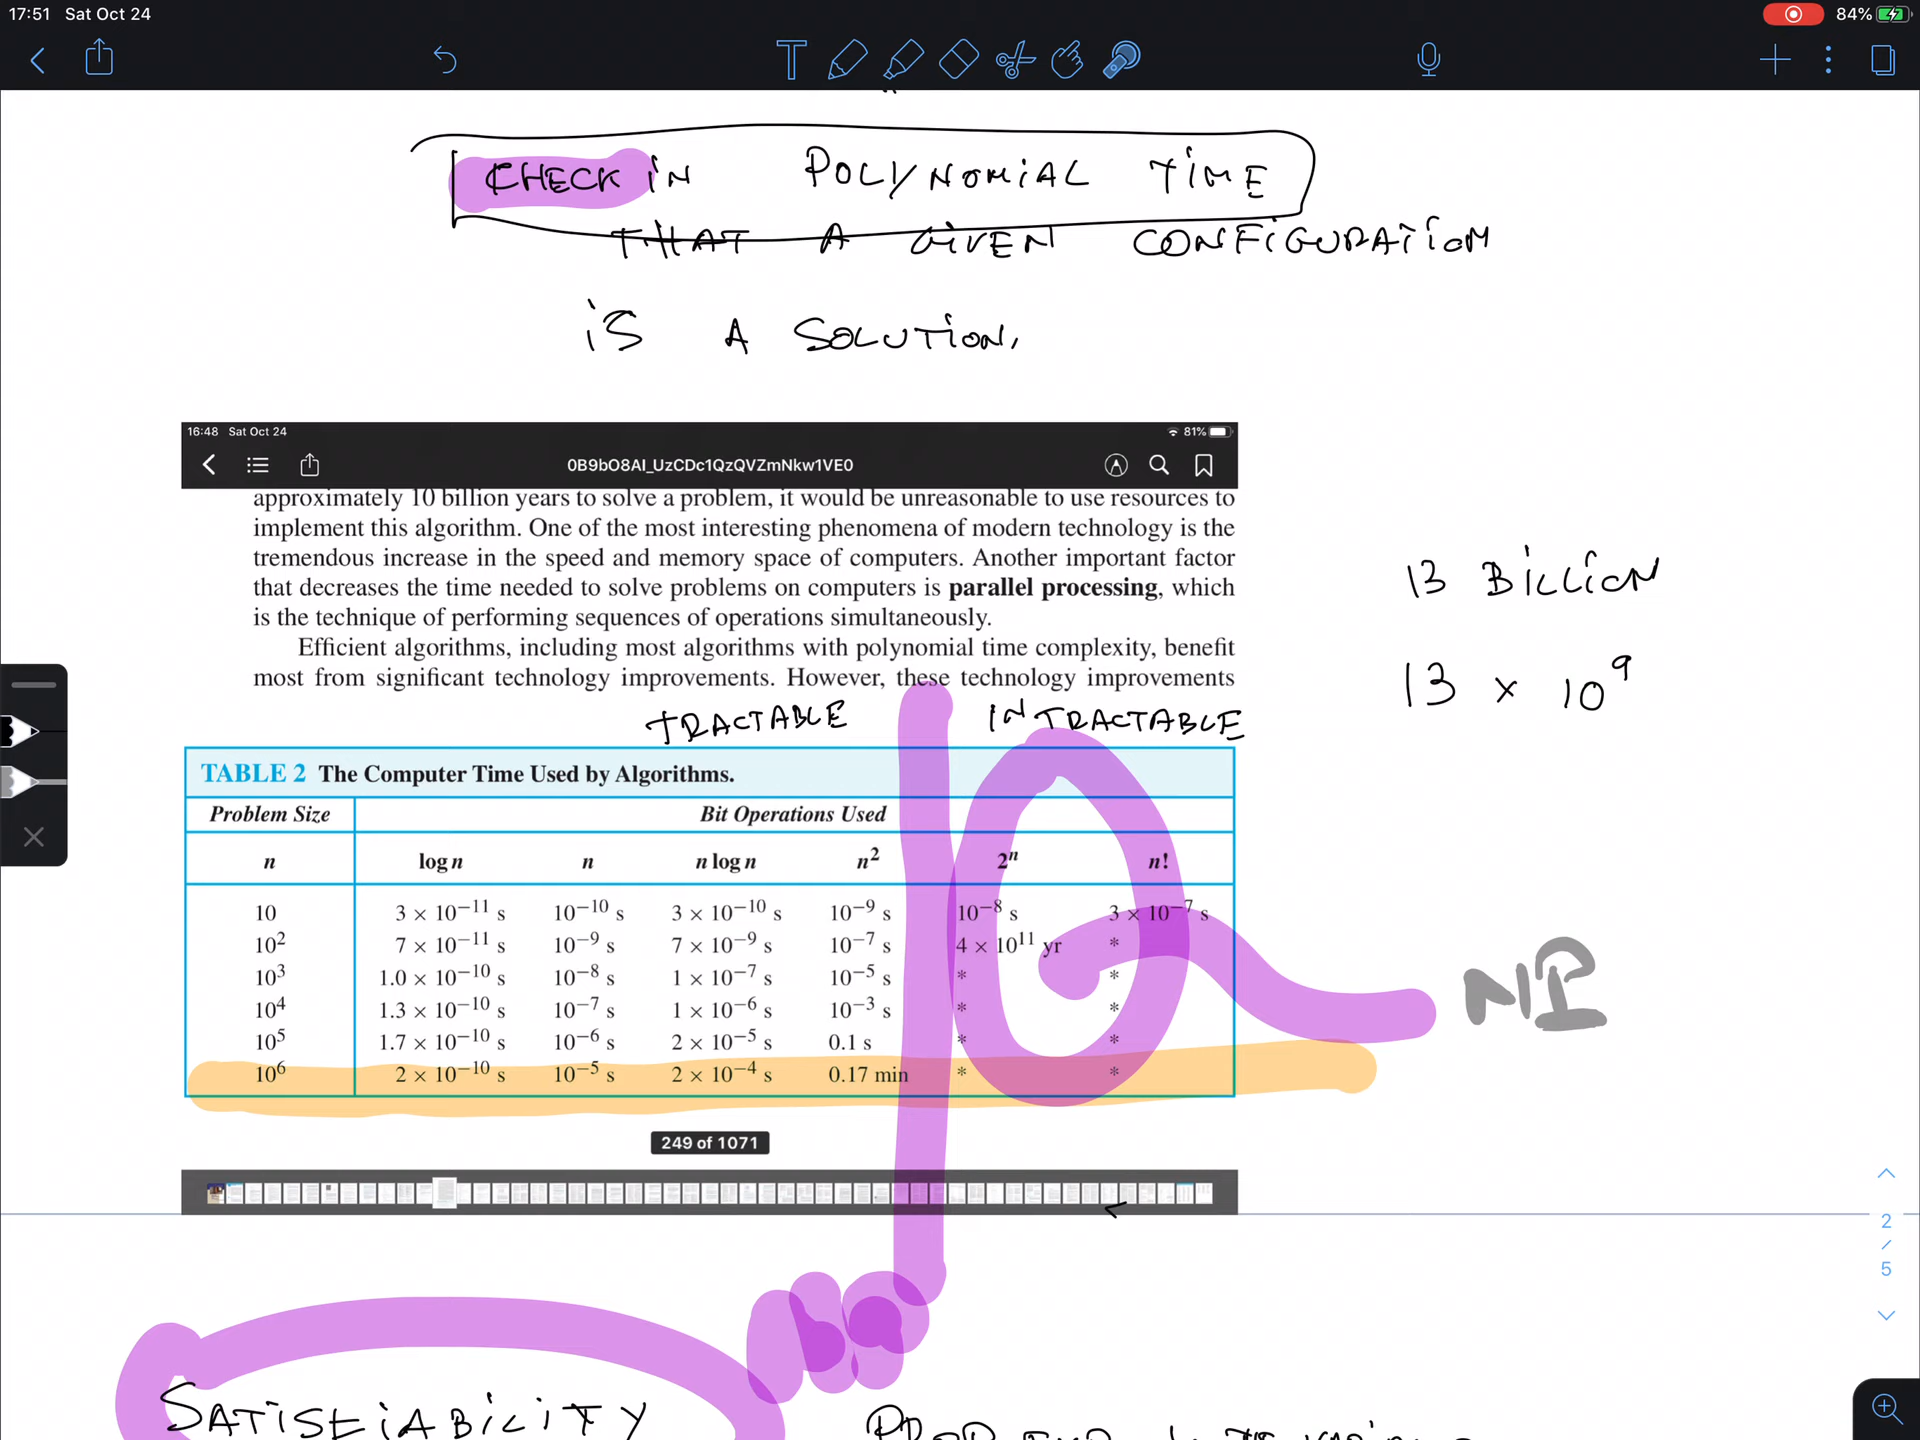 17:51 Sat Oct 24
84%
CHECK iN POLYNOMiAL TiME
THAT A GiVEN CONFiGURATiON
iS A SOLUTiON.
16:48 Sat Oct 24
81%
0B9bO8AI_UzCDc1QzQVZmNkw1VE0
approximately 10 billion years to solve a problem, it would be unreasonable to use resources to
implement this algorithm. One of the most interesting phenomena of modern technology is the
tremendous increase in the speed and memory space of computers. Another important factor
that decreases the time needed to solve problems on computers is parallel processing, which
is the technique of performing sequences of operations simultaneously.
Efficient algorithms, including most algorithms with polynomial time complexity, benefit
most from significant technology improvements. However, these technology improvements
13 BiLLiON
13 × 10⁹
TRACTABLE INTRACTABLE
TABLE 2 The Computer Time Used by Algorithms.
Problem Size Bit Operations Used
n log n n n log n n² 2ⁿ n!
10 3 × 10⁻¹¹ s 10⁻¹⁰ s 3 × 10⁻¹⁰ s 10⁻⁹ s 10⁻⁸ s 3 × 10⁻⁷ s
10² 7 × 10⁻¹¹ s 10⁻⁹ s 7 × 10⁻⁹ s 10⁻⁷ s 4 × 10¹¹ yr *
10³ 1.0 × 10⁻¹⁰ s 10⁻⁸ s 1 × 10⁻⁷ s 10⁻⁵ s * *
10⁴ 1.3 × 10⁻¹⁰ s 10⁻⁷ s 1 × 10⁻⁶ s 10⁻³ s * *
10⁵ 1.7 × 10⁻¹⁰ s 10⁻⁶ s 2 × 10⁻⁵ s 0.1 s * *
10⁶ 2 × 10⁻¹⁰ s 10⁻⁵ s 2 × 10⁻⁴ s 0.17 min * *
NP
249 of 1071
2
/
5
SATiSFiABiLiTY